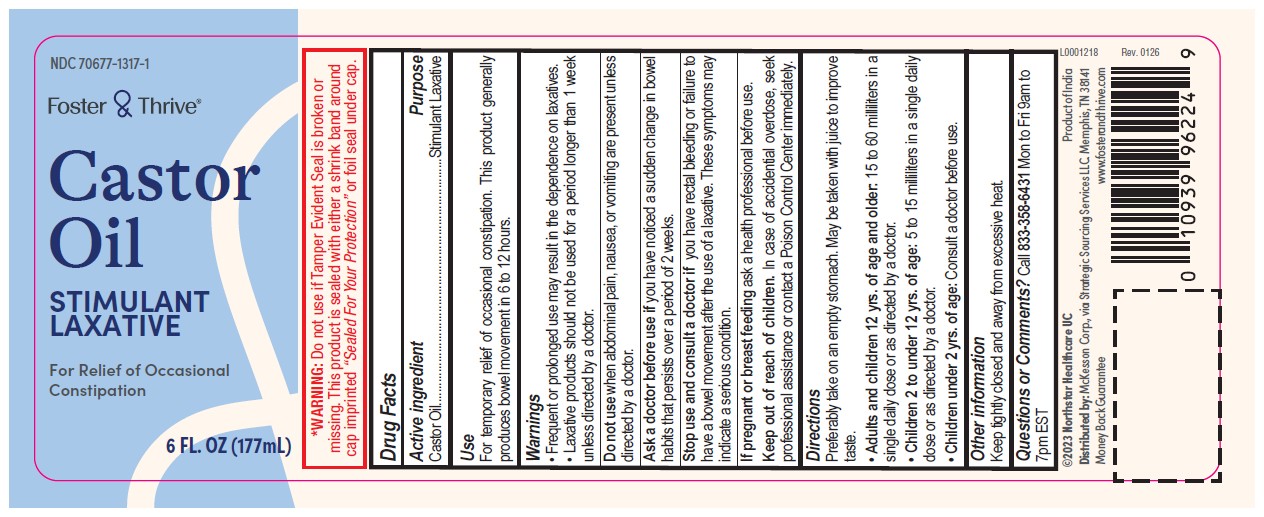 NDC 70677-1317-1
Foster & Thrive®
Castor
Oil
STIMULANT
LAXATIVE
For Relief of Occasional
Constipation
6 FL. OZ (177mL)
*WARNING: Do not use if Tamper Evident Seal is broken or
missing. This product is sealed with either a shrink band around
cap imprinted "Sealed For Your Protection" or foil seal under cap.
Drug Facts
Active ingredient Purpose
Castor Oil..................................................Stimulant Laxative
Use
For temporary relief of occasional constipation. This product generally
produces bowel movement in 6 to 12 hours.
Warnings
• Frequent or prolonged use may result in the dependence on laxatives.
• Laxative products should not be used for a period longer than 1 week
unless directed by a doctor.
Do not use when abdominal pain, nausea, or vomiting are present unless
directed by a doctor.
Ask a doctor before use if you have noticed a sudden change in bowel
habits that persists over a period of 2 weeks.
Stop use and consult a doctor if you have rectal bleeding or failure to
have a bowel movement after the use of a laxative. These symptoms may
indicate a serious condition.
If pregnant or breast feeding ask a health professional before use.
Keep out of reach of children. In case of accidental overdose, seek
professional assistance or contact a Poison Control Center immediately.
Directions
Preferably take on an empty stomach. May be taken with juice to improve
taste.
• Adults and children 12 yrs. of age and older: 15 to 60 milliliters in a
single daily dose or as directed by a doctor.
• Children 2 to under 12 yrs. of age: 5 to 15 milliliters in a single daily
dose or as directed by a doctor.
• Children under 2 yrs. of age: Consult a doctor before use.
Other information
Keep tightly closed and away from excessive heat.
Questions or Comments? Call 833-358-6431 Mon to Fri 9am to
7pm EST
©2023 Northstar Healthcare UC Product of India
Distributed by: McKesson Corp., via Strategic Sourcing Services LLC, Memphis, TN 38141
Money Back Guarantee www.fosterandthrive.com
L0001218 Rev. 0126
0 10939 96224 9